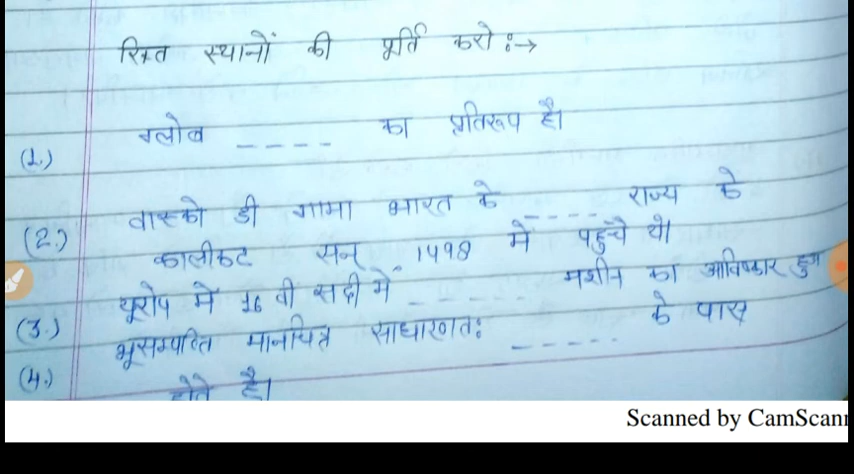 रिक्त स्थानों की पूर्ति करो :→
(1.) ग्लोब ---- का प्रतिरूप है।
(2.) वास्को डी गामा भारत के ---- राज्य के
कालीकट सन् 1498 में पहुचे थे।
(3.) यूरोप में 16 वी सदी में ----- मशीन का आविष्कार हुआ
(4.) भूसम्पत्ति मानचित्र साधारणतः ----- के पास
होते है।
Scanned by CamScann